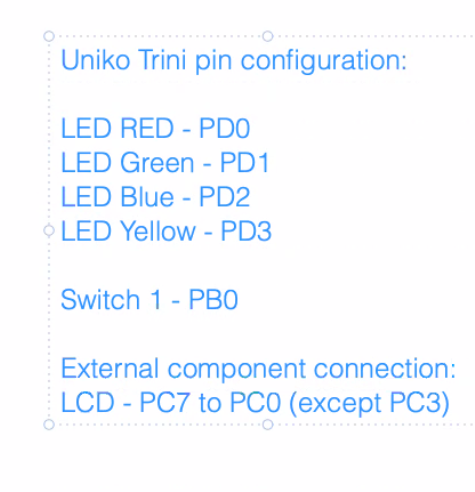 Uniko Trini pin configuration:
LED RED - PD0
LED Green - PD1
LED Blue - PD2
LED Yellow - PD3
Switch 1 - PB0
External component connection:
LCD - PC7 to PC0 (except PC3)